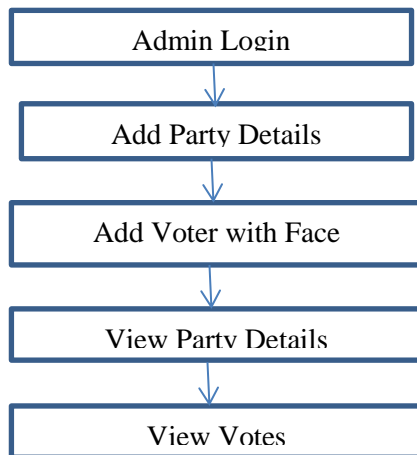 Admin Login
Add Party Details
Add Voter with Face
View Party Details
View Votes